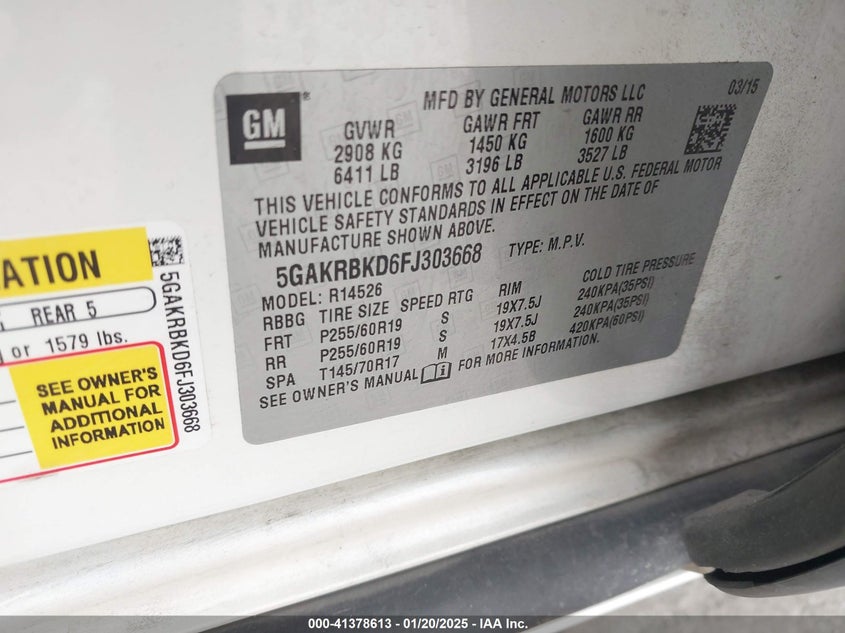 MFD BY GENERAL MOTORS LLC 03/15
GM®
GVWR GAWR FRT GAWR RR
2908 KG 1450 KG 1600 KG
6411 LB 3196 LB 3527 LB
THIS VEHICLE CONFORMS TO ALL APPLICABLE U.S. FEDERAL MOTOR
VEHICLE SAFETY STANDARDS IN EFFECT ON THE DATE OF
MANUFACTURE SHOWN ABOVE.
5GAKRBKD6FJ303668 TYPE: M.P.V.
MODEL: R14526
RBBG TIRE SIZE SPEED RTG RIM COLD TIRE PRESSURE
FRT P255/60R19 S 19X7.5J 240KPA(35PSI)
RR P255/60R19 S 19X7.5J 240KPA(35PSI)
SPA T145/70R17 M 17X4.5B 420KPA(60PSI)
SEE OWNER'S MANUAL FOR MORE INFORMATION.
REAR 5
or 1579 lbs.
SEE OWNER'S
MANUAL FOR
ADDITIONAL
INFORMATION
5GAKRBKD6FJ303668
000-41378613 - 01/20/2025 - IAA Inc.